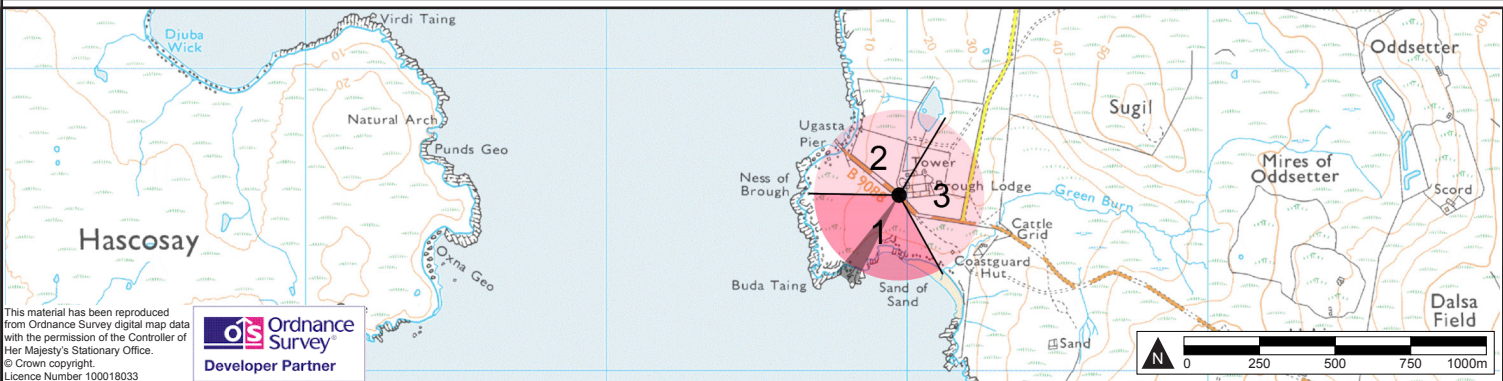 Virdi Taing
Djuba
Wick
10
20
Natural Arch
Punds Geo
Hascosay
Oxna Geo
This material has been reproduced
from Ordnance Survey digital map data
with the permission of the Controller of
Her Majesty's Stationary Office.
© Crown copyright.
Licence Number 100018033
OS Ordnance
Survey®
Developer Partner
10
20
30
40
50
100
Oddsetter
Sugil
Ugasta
Pier
2
Tower
Ness of
Brough
3
1
Mires of
Oddsetter
Scord
Green Burn
Cattle
Grid
Coastguard
Hut
Buda Taing
Sand of
Sand
Dalsa
Field
Sand
N
0 250 500 750 1000m